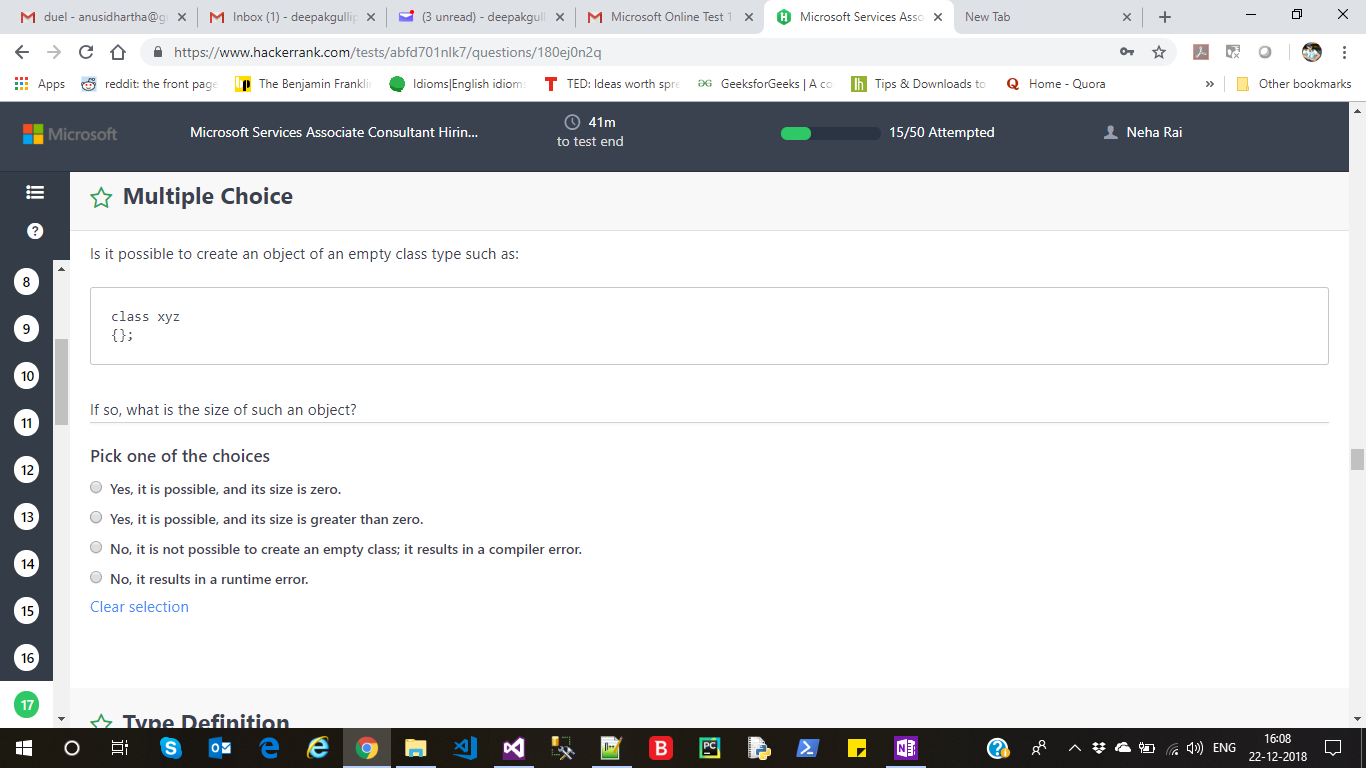 duel - anusidhartha@g
Inbox (1) - deepakgullip
(3 unread) - deepakgull
Microsoft Online Test 1
Microsoft Services Asso
New Tab
https://www.hackerrank.com/tests/abfd701nlk7/questions/180ej0n2q
Apps
reddit: the front page
The Benjamin Franklin
Idioms|English idiom
TED: Ideas worth spre
GeeksforGeeks | A co
Tips & Downloads to
Home - Quora
»
Other bookmarks
Microsoft
Microsoft Services Associate Consultant Hirin...
41m
to test end
15/50 Attempted
Neha Rai
?
8
9
10
11
12
13
14
15
16
17
Multiple Choice
Is it possible to create an object of an empty class type such as:
class xyz
{};
If so, what is the size of such an object?
Pick one of the choices
Yes, it is possible, and its size is zero.
Yes, it is possible, and its size is greater than zero.
No, it is not possible to create an empty class; it results in a compiler error.
No, it results in a runtime error.
Clear selection
Type Definition
ENG
16:08
22-12-2018